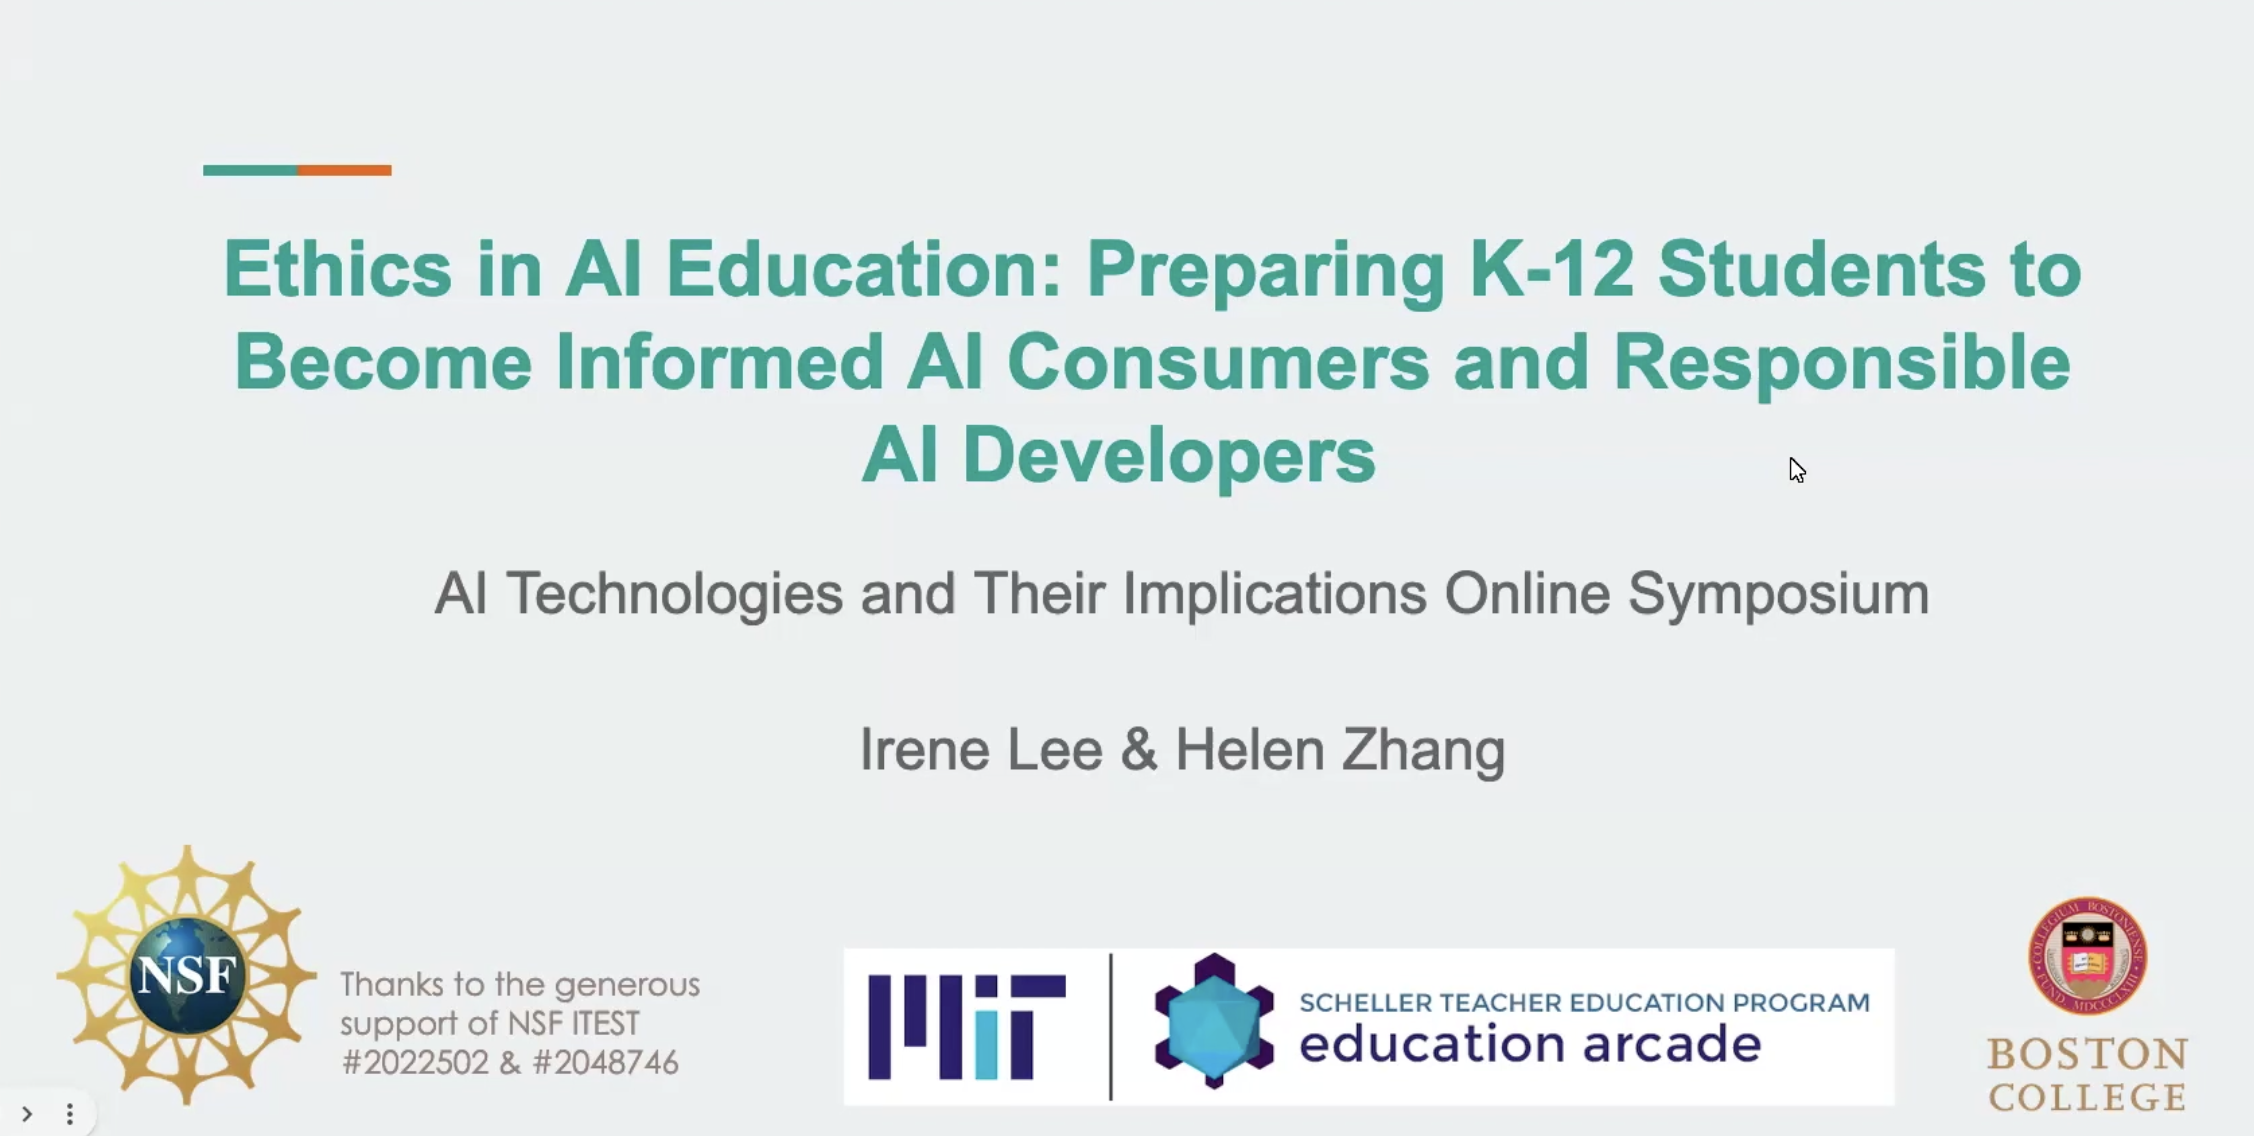 Ethics in AI Education: Preparing K-12 Students to
Become Informed AI Consumers and Responsible
AI Developers
AI Technologies and Their Implications Online Symposium
Irene Lee & Helen Zhang
NSF
Thanks to the generous
support of NSF ITEST
#2022502 & #2048746
MIT
SCHELLER TEACHER EDUCATION PROGRAM
education arcade
BOSTON
COLLEGE